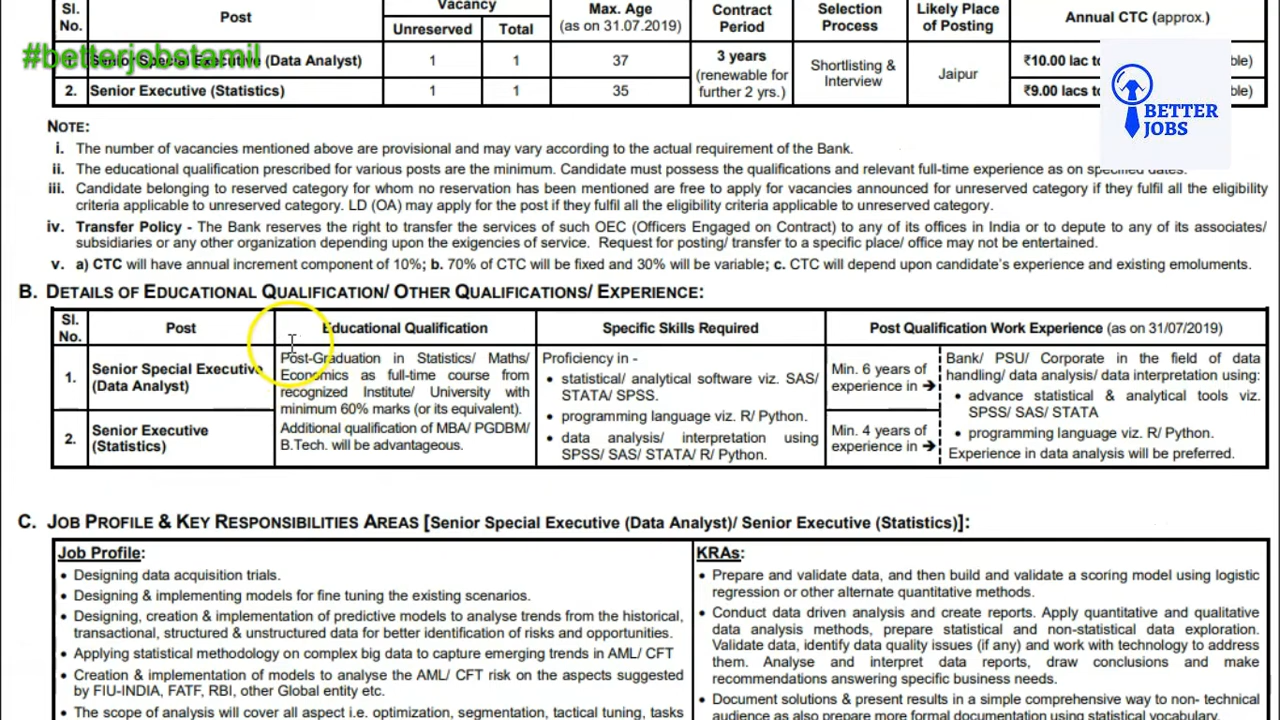 Sl. No. Post Vacancy Max. Age (as on 31.07.2019) Contract Period Selection Process Likely Place of Posting Annual CTC (approx.)
Unreserved Total
#betterjobstamil
1. Senior Special Executive (Data Analyst) 1 1 37 3 years (renewable for further 2 yrs.) Shortlisting & Interview Jaipur ₹10.00 lac to
2. Senior Executive (Statistics) 1 1 35 ₹9.00 lacs to
BETTER
JOBS
NOTE:
i. The number of vacancies mentioned above are provisional and may vary according to the actual requirement of the Bank.
ii. The educational qualification prescribed for various posts are the minimum. Candidate must possess the qualifications and relevant full-time experience as on specified dates.
iii. Candidate belonging to reserved category for whom no reservation has been mentioned are free to apply for vacancies announced for unreserved category if they fulfil all the eligibility
criteria applicable to unreserved category. LD (OA) may apply for the post if they fulfil all the eligibility criteria applicable to unreserved category.
iv. Transfer Policy - The Bank reserves the right to transfer the services of such OEC (Officers Engaged on Contract) to any of its offices in India or to depute to any of its associates/
subsidiaries or any other organization depending upon the exigencies of service. Request for posting/ transfer to a specific place/ office may not be entertained.
v. a) CTC will have annual increment component of 10%; b. 70% of CTC will be fixed and 30% will be variable; c. CTC will depend upon candidate's experience and existing emoluments.
B. DETAILS OF EDUCATIONAL QUALIFICATION/ OTHER QUALIFICATIONS/ EXPERIENCE:
Sl. No. Post Educational Qualification Specific Skills Required Post Qualification Work Experience (as on 31/07/2019)
1. Senior Special Executive
(Data Analyst)
2. Senior Executive
(Statistics)
Post-Graduation in Statistics/ Maths/
Economics as full-time course from
recognized Institute/ University with
minimum 60% marks (or its equivalent).
Additional qualification of MBA/ PGDBM/
B.Tech. will be advantageous.
Proficiency in -
• statistical/ analytical software viz. SAS/
STATA/ SPSS.
• programming language viz. R/ Python.
• data analysis/ interpretation using
SPSS/ SAS/ STATA/ R/ Python.
Min. 6 years of
experience in ➔
Min. 4 years of
experience in ➔
Bank/ PSU/ Corporate in the field of data
handling/ data analysis/ data interpretation using:
• advance statistical & analytical tools viz.
SPSS/ SAS/ STATA
• programming language viz. R/ Python.
Experience in data analysis will be preferred.
C. JOB PROFILE & KEY RESPONSIBILITIES AREAS [Senior Special Executive (Data Analyst)/ Senior Executive (Statistics)]:
Job Profile:
• Designing data acquisition trials.
• Designing & implementing models for fine tuning the existing scenarios.
• Designing, creation & implementation of predictive models to analyse trends from the historical,
transactional, structured & unstructured data for better identification of risks and opportunities.
• Applying statistical methodology on complex big data to capture emerging trends in AML/ CFT
• Creation & implementation of models to analyse the AML/ CFT risk on the aspects suggested
by FIU-INDIA, FATF, RBI, other Global entity etc.
• The scope of analysis will cover all aspect i.e. optimization, segmentation, tactical tuning, tasks
KRAs:
• Prepare and validate data, and then build and validate a scoring model using logistic
regression or other alternate quantitative methods.
• Conduct data driven analysis and create reports. Apply quantitative and qualitative
data analysis methods, prepare statistical and non-statistical data exploration.
Validate data, identify data quality issues (if any) and work with technology to address
them. Analyse and interpret data reports, draw conclusions and make
recommendations answering specific business needs.
• Document solutions & present results in a simple comprehensive way to non- technical
audience as also prepare more formal documentation using statistical vocabulary.